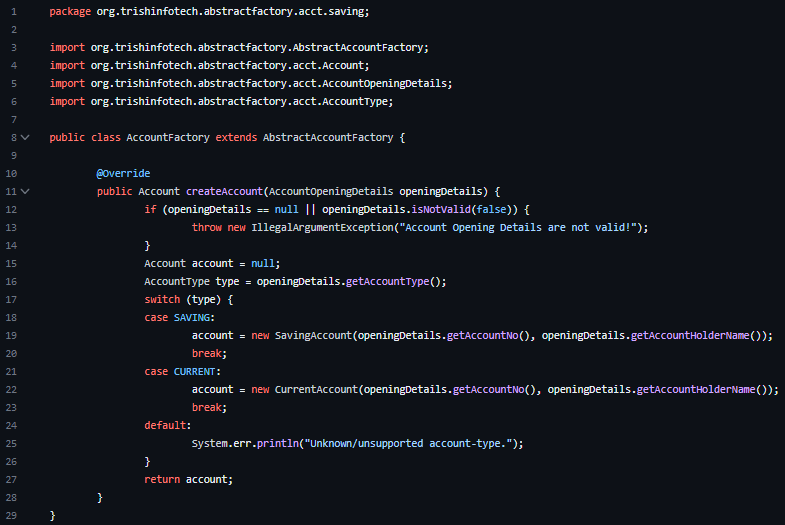 1 package org.trishinfotech.abstractfactory.acct.saving;
2
3 import org.trishinfotech.abstractfactory.AbstractAccountFactory;
4 import org.trishinfotech.abstractfactory.acct.Account;
5 import org.trishinfotech.abstractfactory.acct.AccountOpeningDetails;
6 import org.trishinfotech.abstractfactory.acct.AccountType;
7
8 public class AccountFactory extends AbstractAccountFactory {
9
10 @Override
11 public Account createAccount(AccountOpeningDetails openingDetails) {
12 if (openingDetails == null || openingDetails.isNotValid(false)) {
13 throw new IllegalArgumentException("Account Opening Details are not valid!");
14 }
15 Account account = null;
16 AccountType type = openingDetails.getAccountType();
17 switch (type) {
18 case SAVING:
19 account = new SavingAccount(openingDetails.getAccountNo(), openingDetails.getAccountHolderName());
20 break;
21 case CURRENT:
22 account = new CurrentAccount(openingDetails.getAccountNo(), openingDetails.getAccountHolderName());
23 break;
24 default:
25 System.err.println("Unknown/unsupported account-type.");
26 }
27 return account;
28 }
29 }